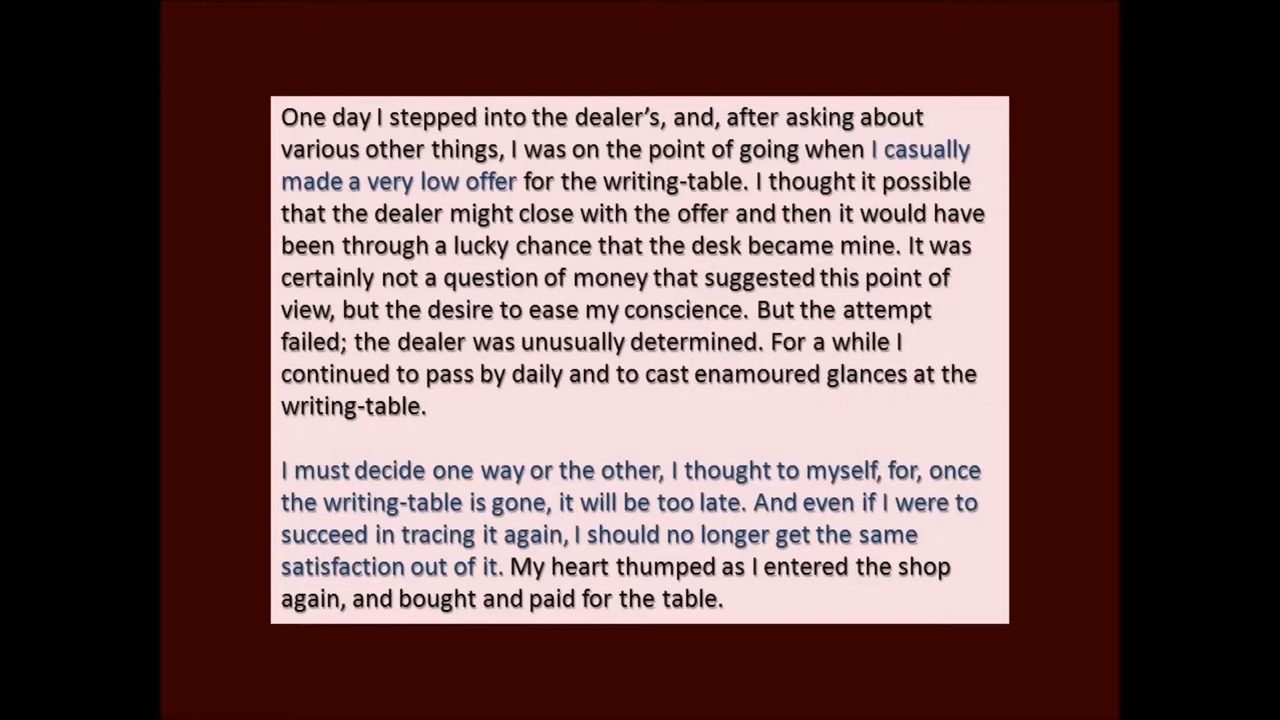 One day I stepped into the dealer’s, and, after asking about
various other things, I was on the point of going when I casually
made a very low offer for the writing-table. I thought it possible
that the dealer might close with the offer and then it would have
been through a lucky chance that the desk became mine. It was
certainly not a question of money that suggested this point of
view, but the desire to ease my conscience. But the attempt
failed; the dealer was unusually determined. For a while I
continued to pass by daily and to cast enamoured glances at the
writing-table.
I must decide one way or the other, I thought to myself, for, once
the writing-table is gone, it will be too late. And even if I were to
succeed in tracing it again, I should no longer get the same
satisfaction out of it. My heart thumped as I entered the shop
again, and bought and paid for the table.